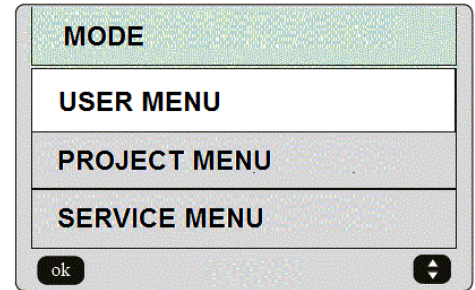 MODE
USER MENU
PROJECT MENU
SERVICE MENU
ok